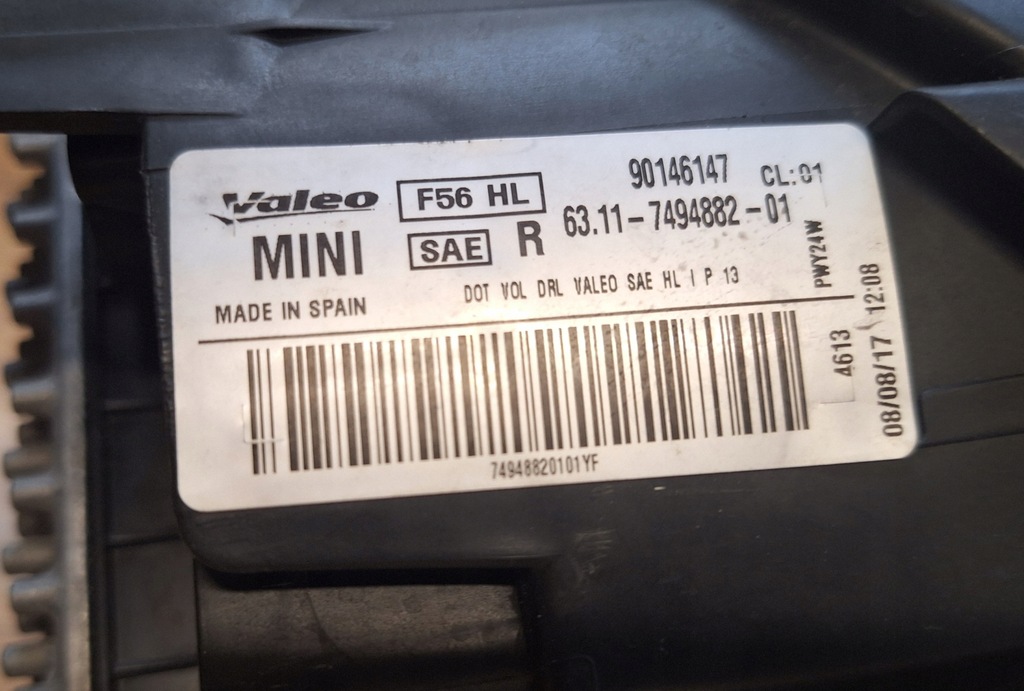 Valeo F56 HL 90146147 CL:01
MINI SAE R 63.11-7494882-01
MADE IN SPAIN DOT VOL DRL VALEO SAE HL I P 13
PWY24W
4613
08/08/17 12:08
74948820101YF